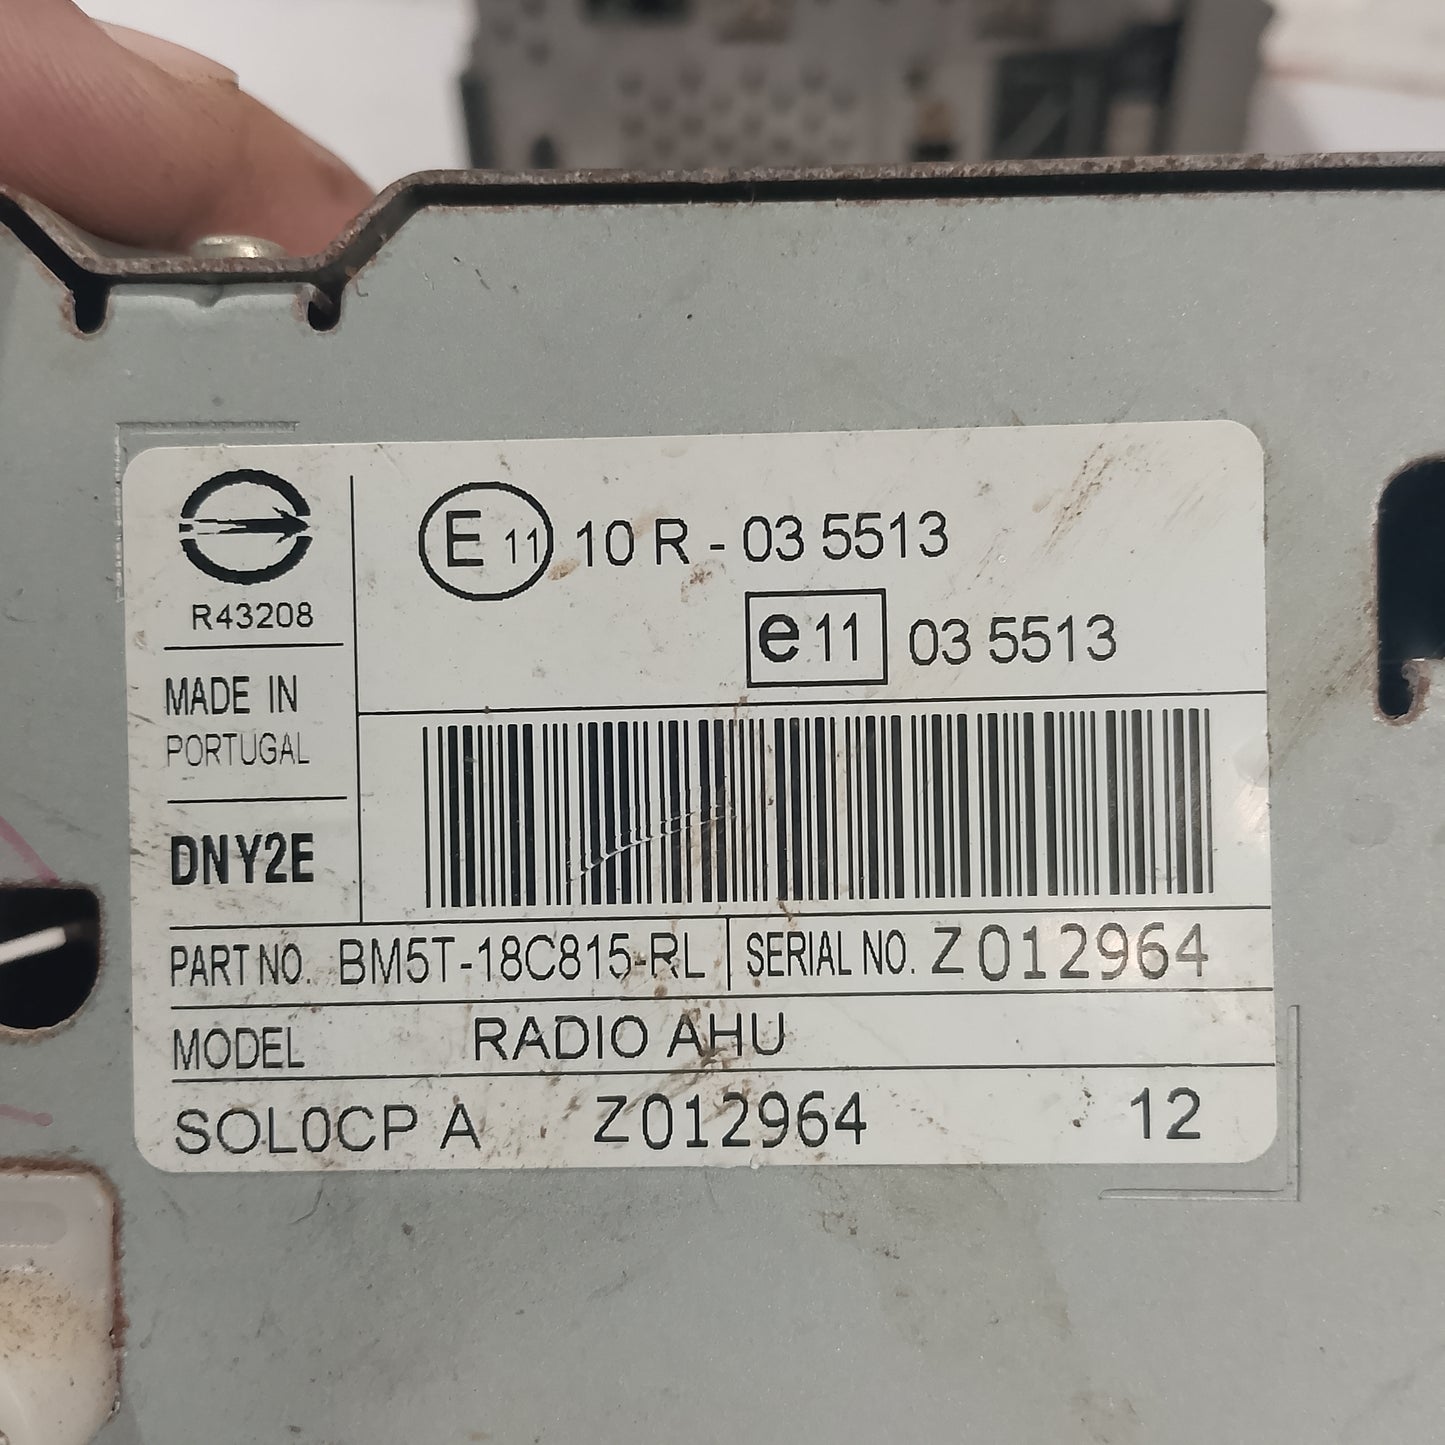 R43208
E 11 10 R - 03 5513
e11 03 5513
MADE IN
PORTUGAL
DNY2E
PART NO. BM5T-18C815-RL SERIAL NO. Z012964
MODEL RADIO AHU
SOL0CP A Z012964 12